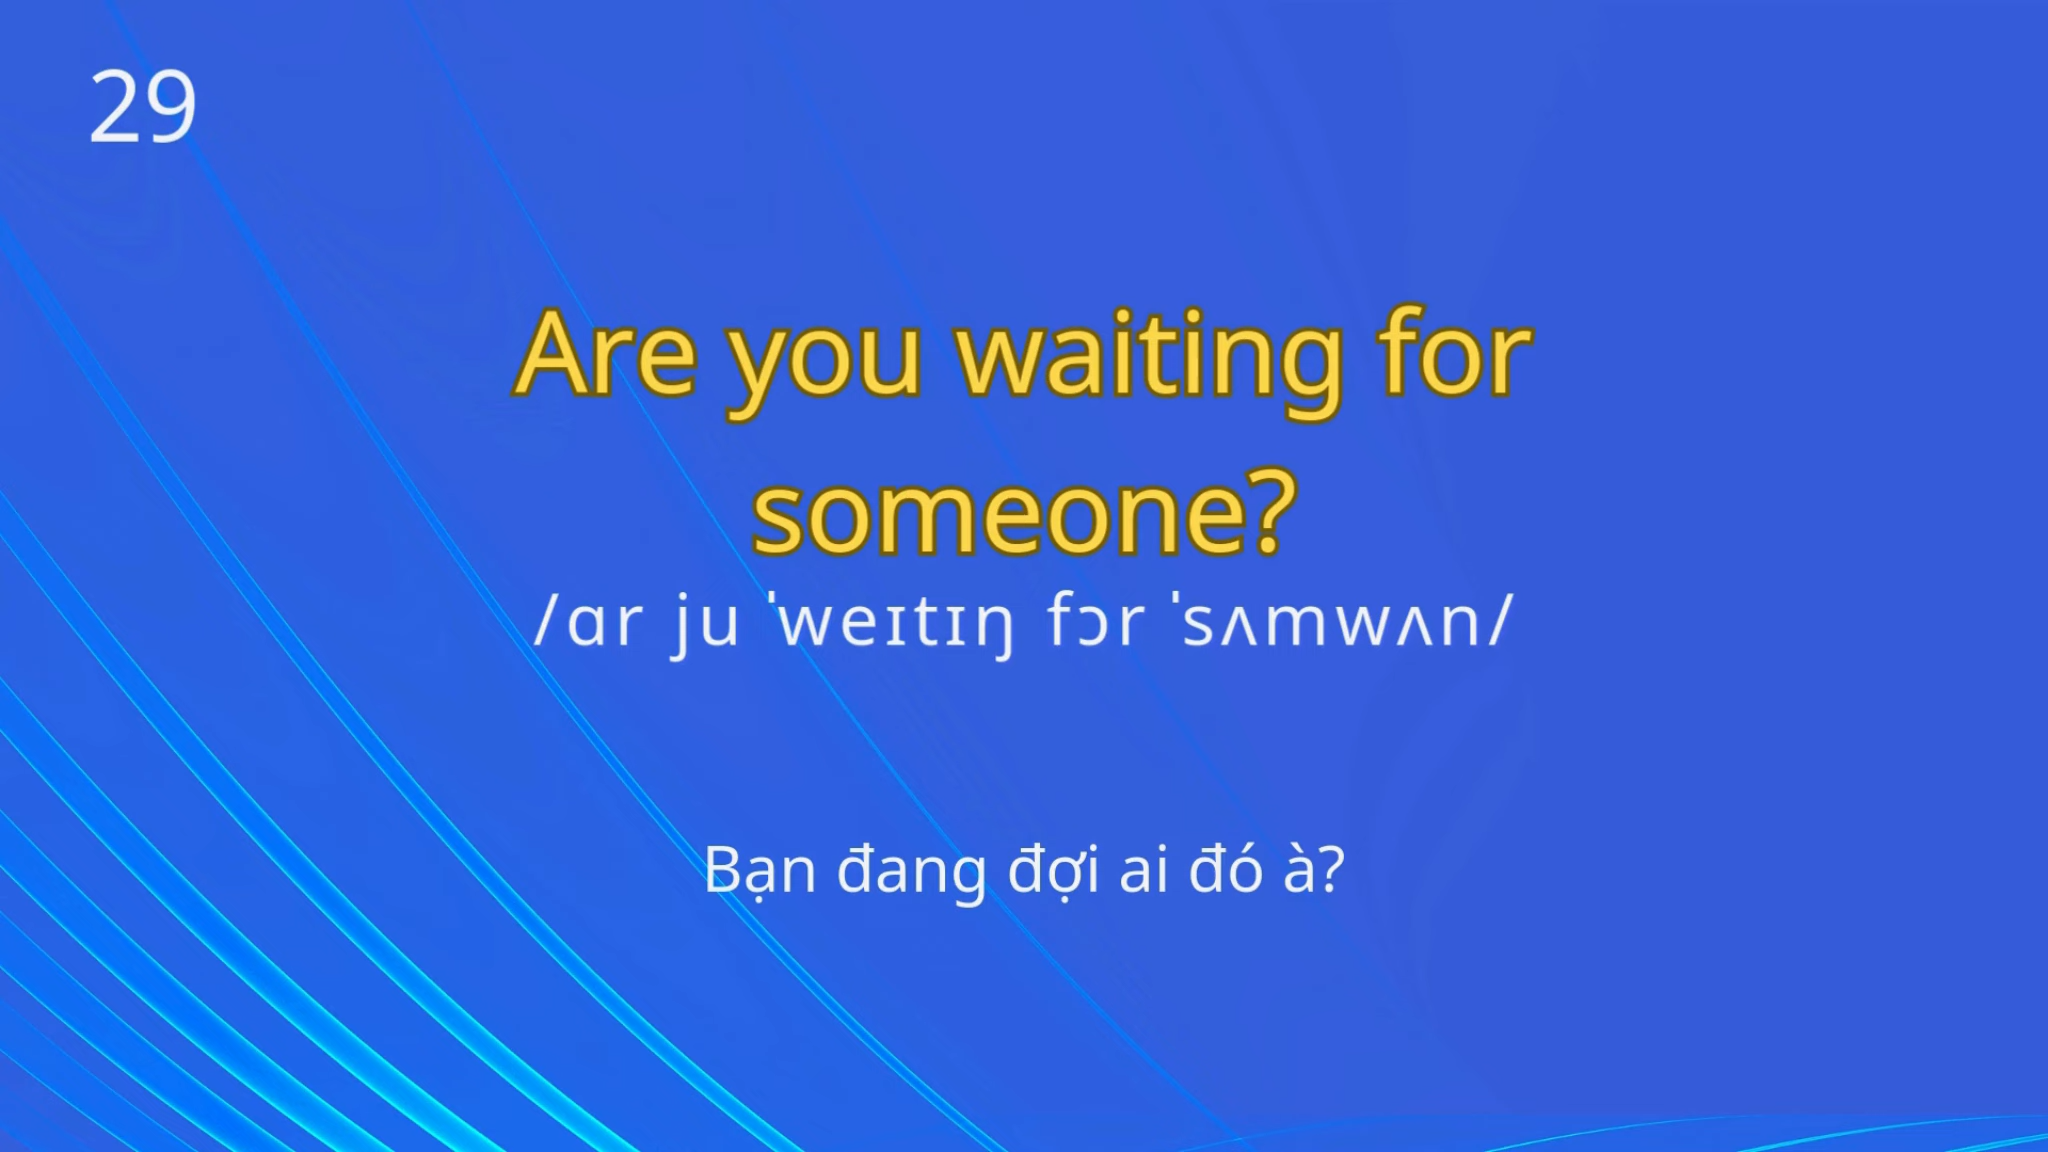 29
Are you waiting for
someone?
/ɑr ju ˈweɪtɪŋ fɔr ˈsʌmwʌn/
Bạn đang đợi ai đó à?